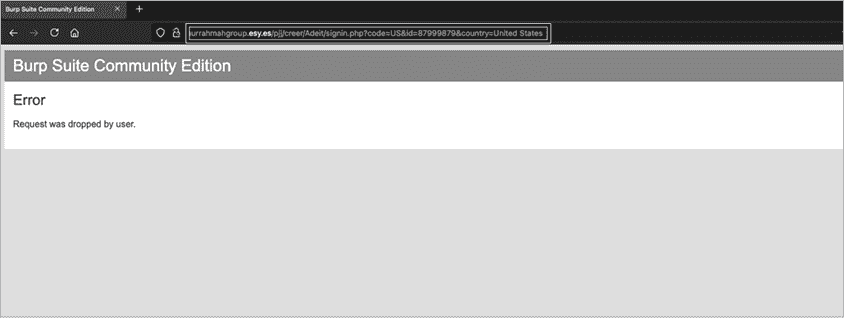 Burp Suite Community Edition
urrahmahgroup.esy.es/pjj/creer/Adeit/signin.php?code=US&id=87999879&country=United States
Burp Suite Community Edition
Error
Request was dropped by user.